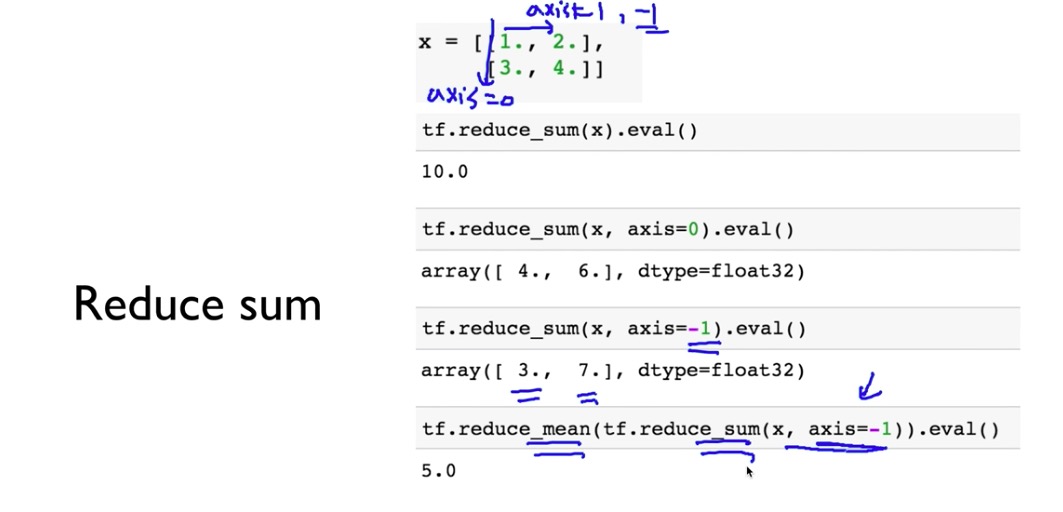 axis=1, -1
x = [[1., 2.],
[3., 4.]]
axis=0
tf.reduce_sum(x).eval()
10.0
tf.reduce_sum(x, axis=0).eval()
array([ 4., 6.], dtype=float32)
Reduce sum
tf.reduce_sum(x, axis=-1).eval()
array([ 3., 7.], dtype=float32)
tf.reduce_mean(tf.reduce_sum(x, axis=-1)).eval()
5.0